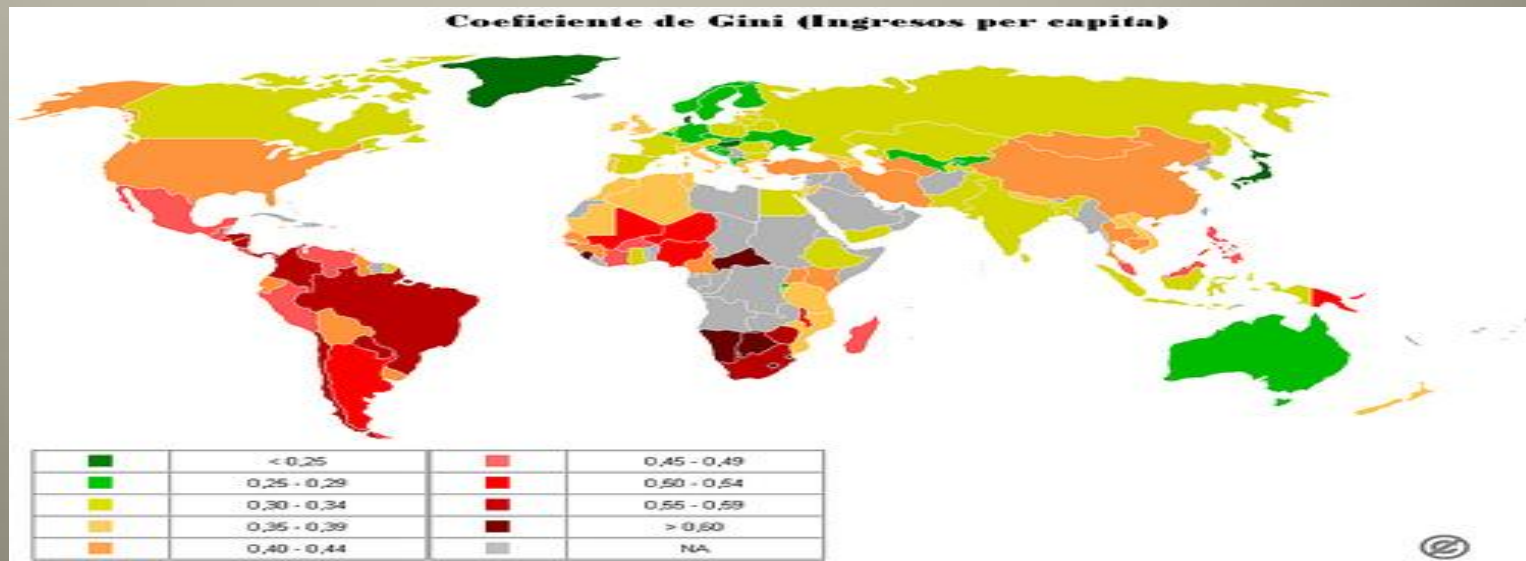 Coeficiente de Gini (Ingresos per capita)
< 0,25 0,45 - 0,49
0,25 - 0,29 0,50 - 0,54
0,30 - 0,34 0,55 - 0,59
0,35 - 0,39 > 0,60
0,40 - 0,44 NA